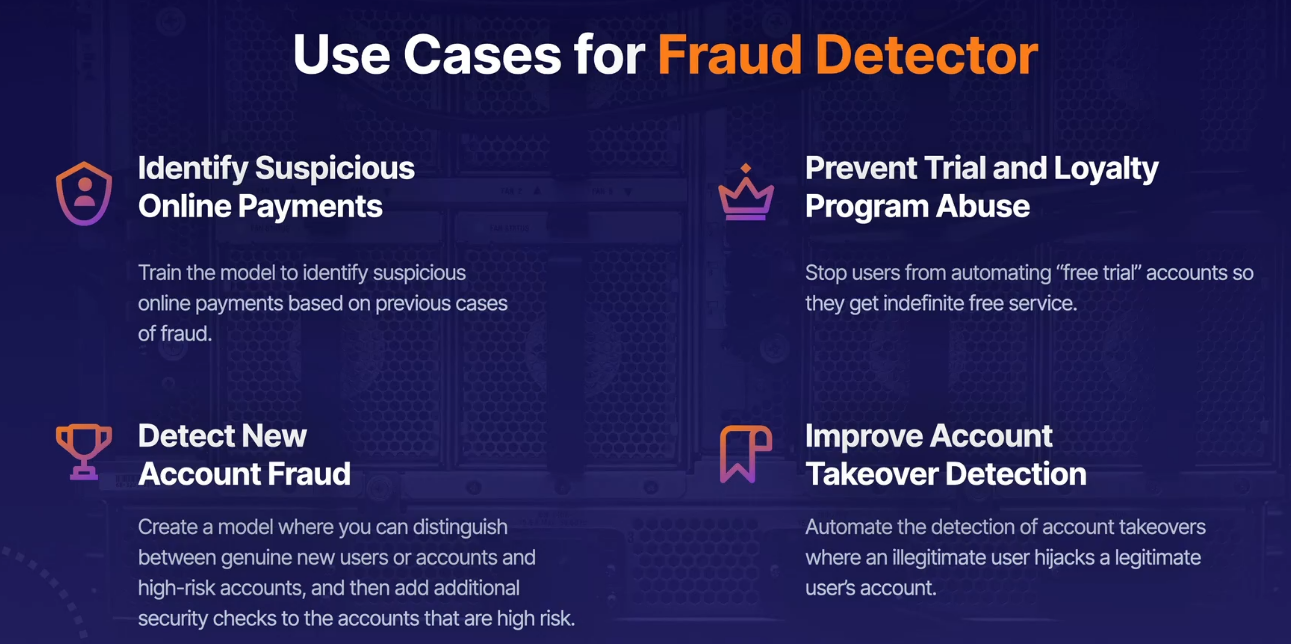 Use Cases for Fraud Detector
Identify Suspicious
Online Payments
Train the model to identify suspicious
online payments based on previous cases
of fraud.
Prevent Trial and Loyalty
Program Abuse
Stop users from automating “free trial” accounts so
they get indefinite free service.
Detect New
Account Fraud
Create a model where you can distinguish
between genuine new users or accounts and
high-risk accounts, and then add additional
security checks to the accounts that are high risk.
Improve Account
Takeover Detection
Automate the detection of account takeovers
where an illegitimate user hijacks a legitimate
user’s account.